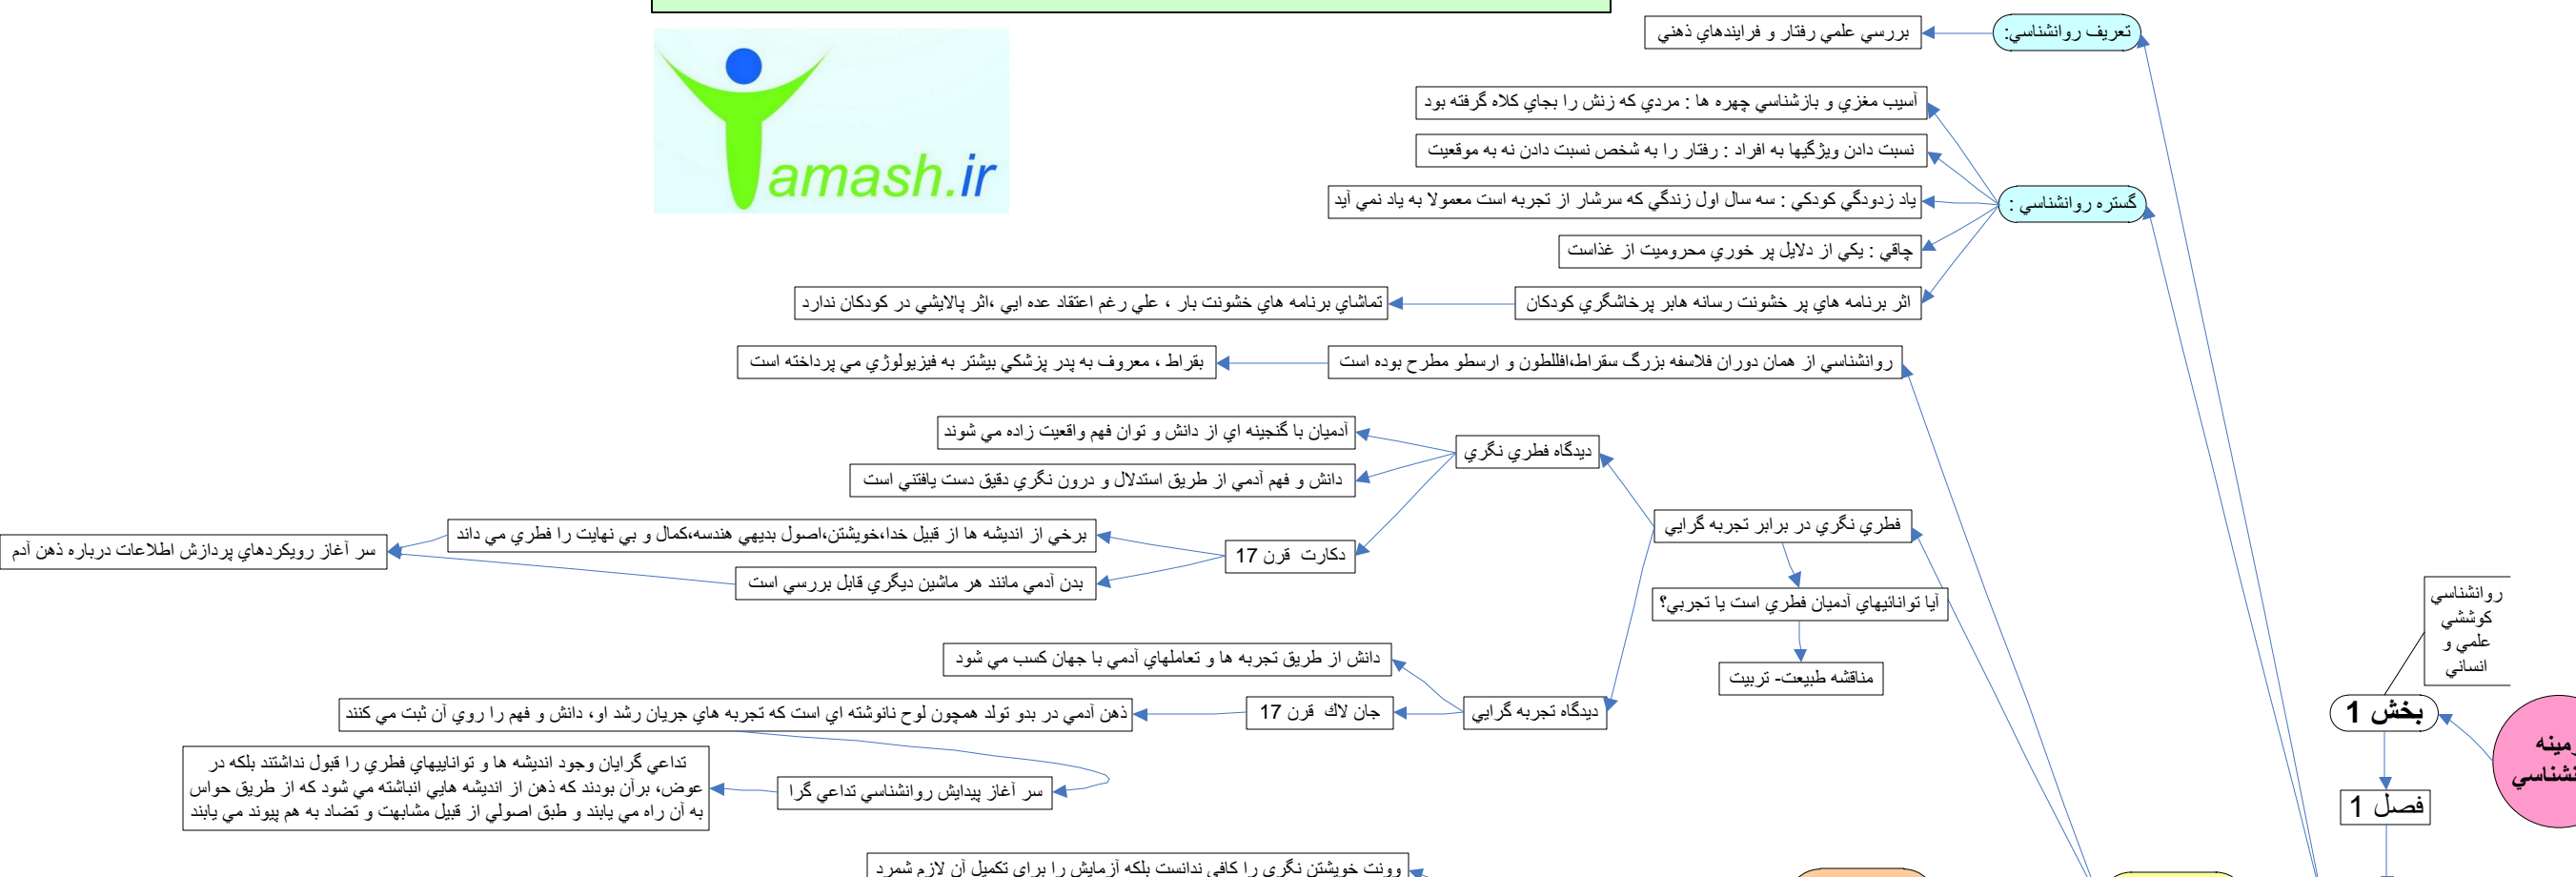 تعريف روانشناسي:
بررسي علمي رفتار و فرايندهاي ذهني
amash.ir
آسيب مغزي و بازشناسي چهره ها : مردي كه زنش را بجاي كلاه گرفته بود
نسبت دادن ويژگيها به افراد : رفتار را به شخص نسبت دادن نه به موقعيت
گستره روانشناسي :
ياد زدودگي كودكي : سه سال اول زندگي كه سرشار از تجربه است معمولا به ياد نمي آيد
چاقي : يكي از دلايل پر خوري محروميت از غذاست
اثر برنامه هاي پر خشونت رسانه هابر پرخاشگري كودكان
تماشاي برنامه هاي خشونت بار ، علي رغم اعتقاد عده ايي ،اثر پالايشي در كودكان ندارد
روانشناسي از همان دوران فلاسفه بزرگ سقراط،افللطون و ارسطو مطرح بوده است
بقراط ، معروف به پدر پزشكي بيشتر به فيزيولوژي مي پرداخته است
فطري نگري در برابر تجربه گرايي
ديدگاه فطري نگري
آدميان با گنجينه اي از دانش و توان فهم واقعيت زاده مي شوند
دانش و فهم آدمي از طريق استدلال و درون نگري دقيق دست يافتني است
دكارت قرن 17
برخي از انديشه ها از قبيل خدا،خويشتن،اصول بديهي هندسه،كمال و بي نهايت را فطري مي داند
بدن آدمي مانند هر ماشين ديگري قابل بررسي است
سر آغاز رويكردهاي پردازش اطلاعات درباره ذهن آدم
آيا توانائيهاي آدميان فطري است يا تجربي؟
مناقشه طبيعت- تربيت
ديدگاه تجربه گرايي
دانش از طريق تجربه ها و تعاملهاي آدمي با جهان كسب مي شود
جان لاك قرن 17
ذهن آدمي در بدو تولد همچون لوح نانوشته اي است كه تجربه هاي جريان رشد او، دانش و فهم را روي آن ثبت مي كنند
سر آغاز پيدايش روانشناسي تداعي گرا
تداعي گرايان وجود انديشه ها و تواناييهاي فطري را قبول نداشتند بلكه در
عوض، برآن بودند كه ذهن از انديشه هايي انباشته مي شود كه از طريق حواس
به آن راه مي يابند و طبق اصولي از قبيل مشابهت و تضاد به هم پيوند مي يابند
وونت خويشتن نگري را كافي ندانست بلكه آزمايش را براي تكميل آن لازم شمرد
روانشناسي
كوششي
علمي و
انساني
بخش 1
فصل 1